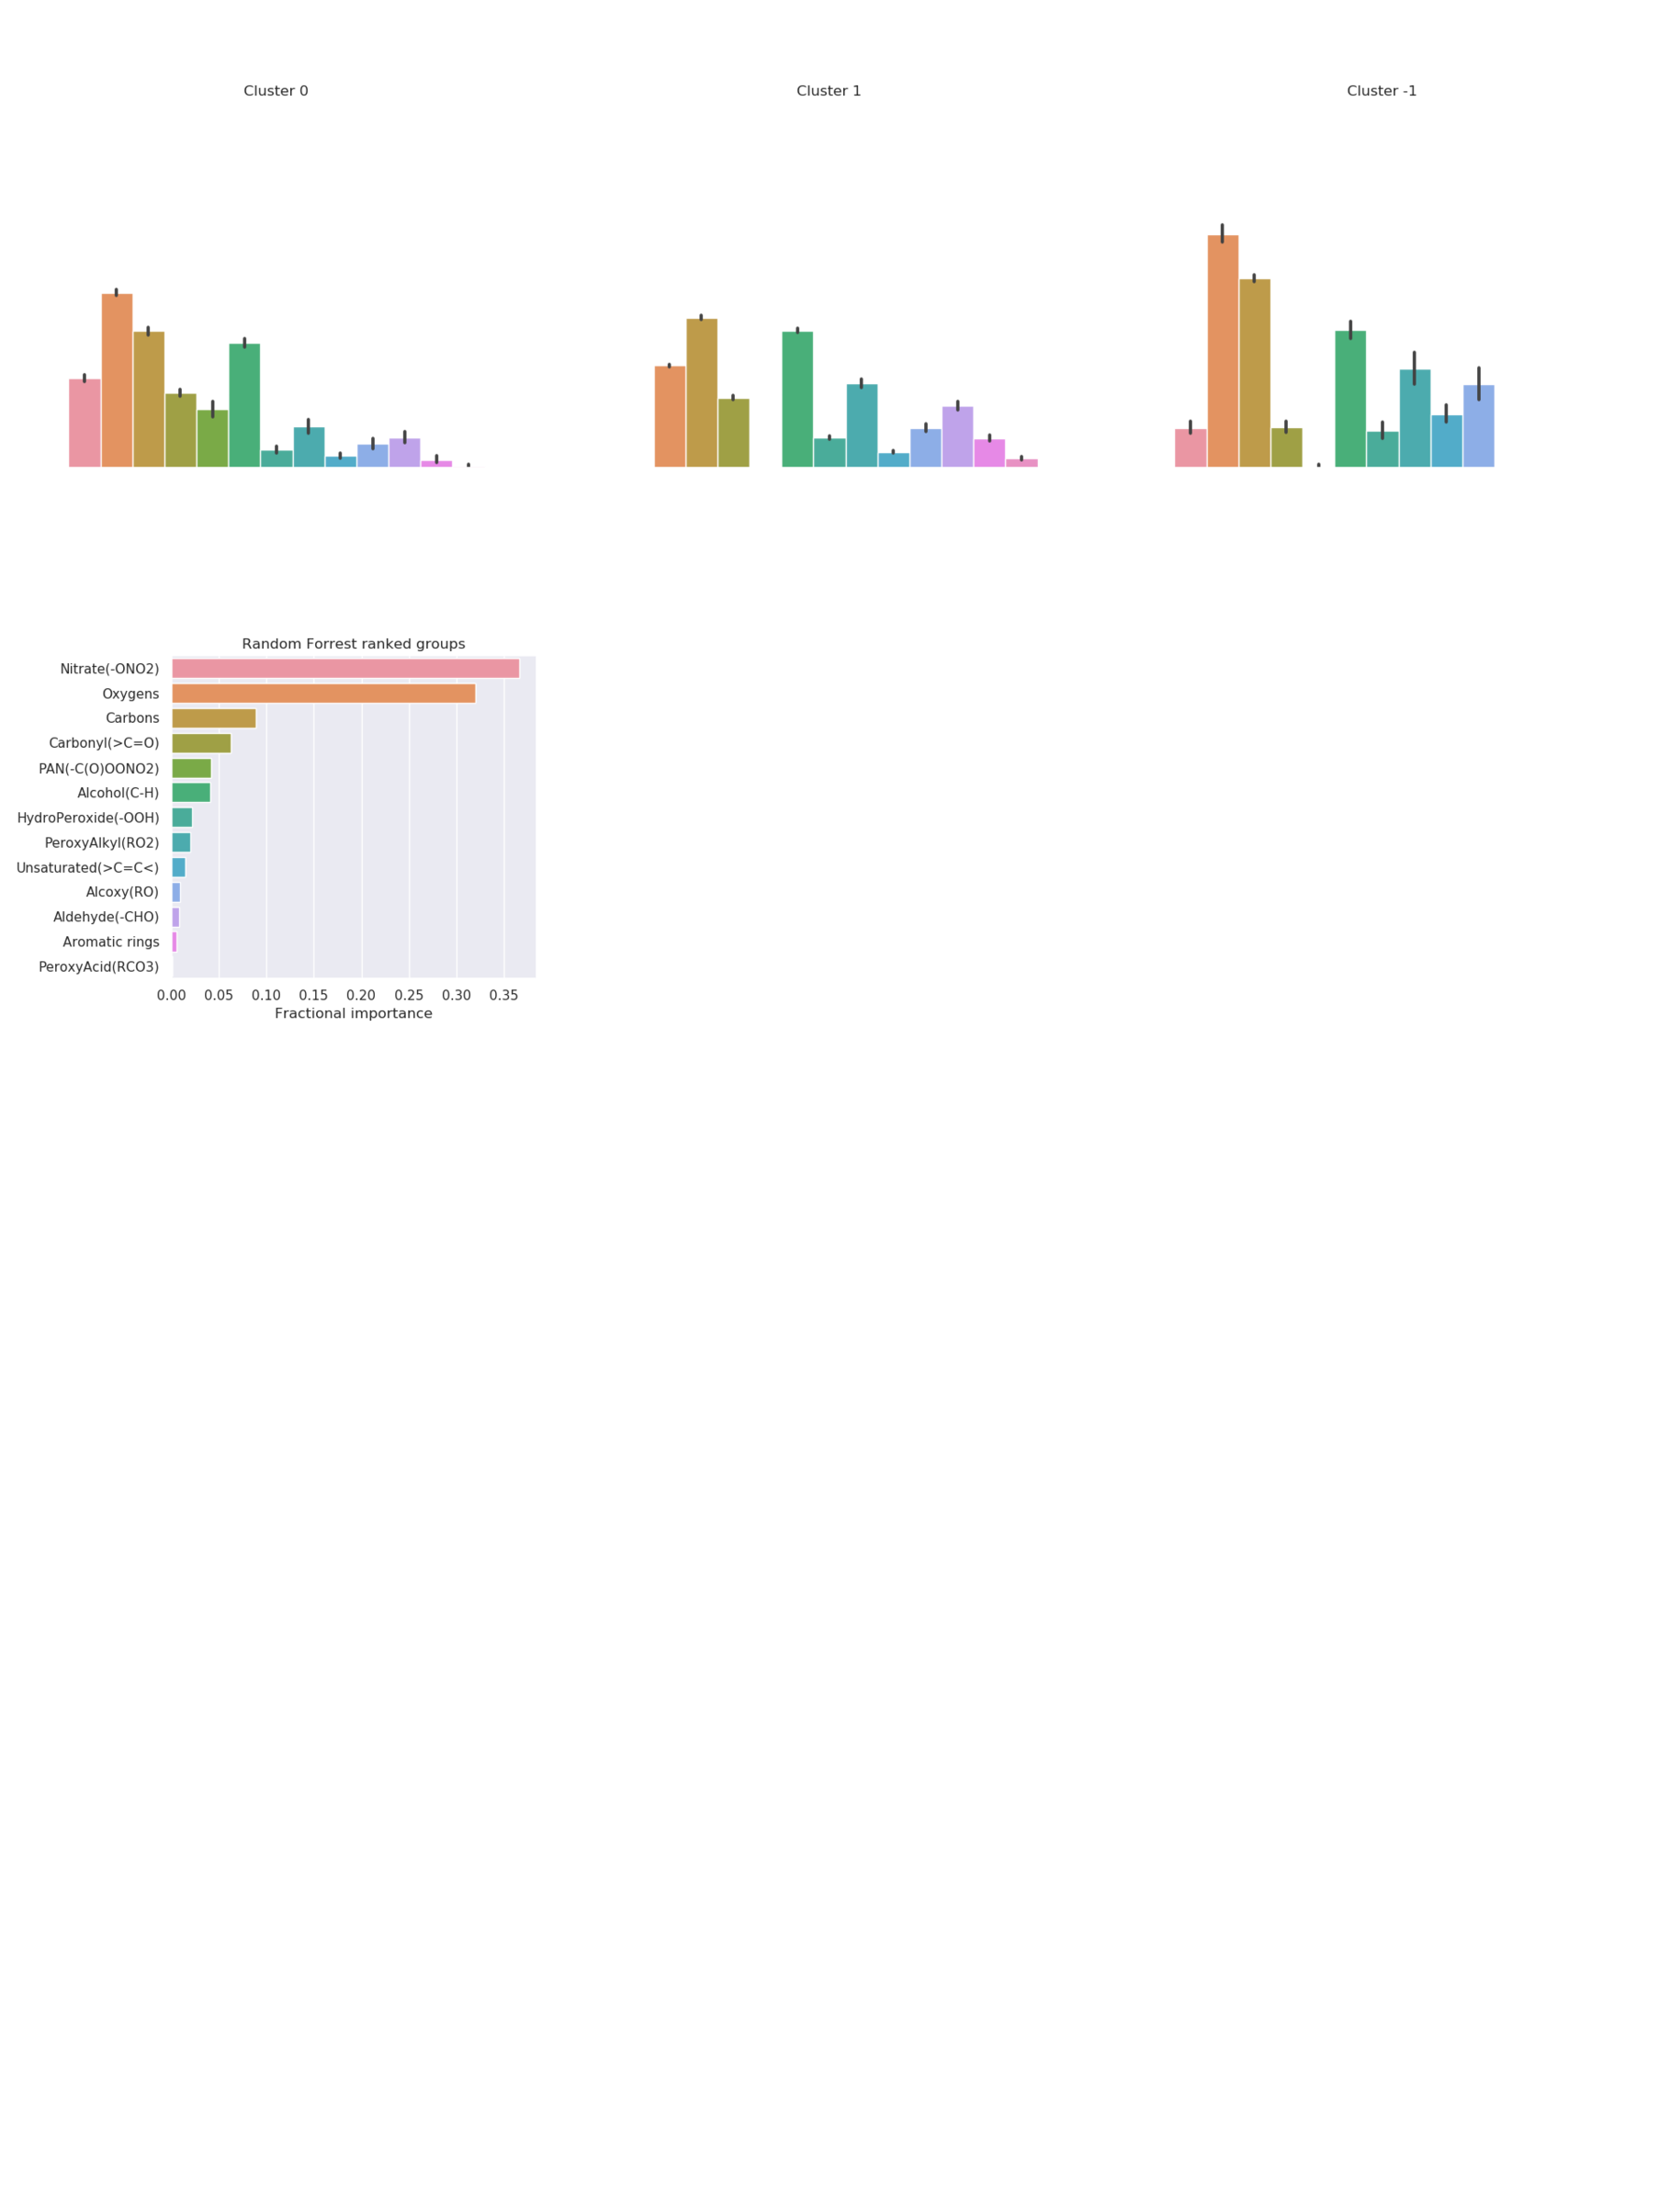 Cluster 0
Cluster 1
Cluster -1
Random Forrest ranked groups
Nitrate(-ONO2)
Oxygens
Carbons
Carbonyl(>C=O)
PAN(-C(O)OONO2)
Alcohol(C-H)
HydroPeroxide(-OOH)
PeroxyAlkyl(RO2)
Unsaturated(>C=C<)
Alcoxy(RO)
Aldehyde(-CHO)
Aromatic rings
PeroxyAcid(RCO3)
0.00 0.05 0.10 0.15 0.20 0.25 0.30 0.35
Fractional importance